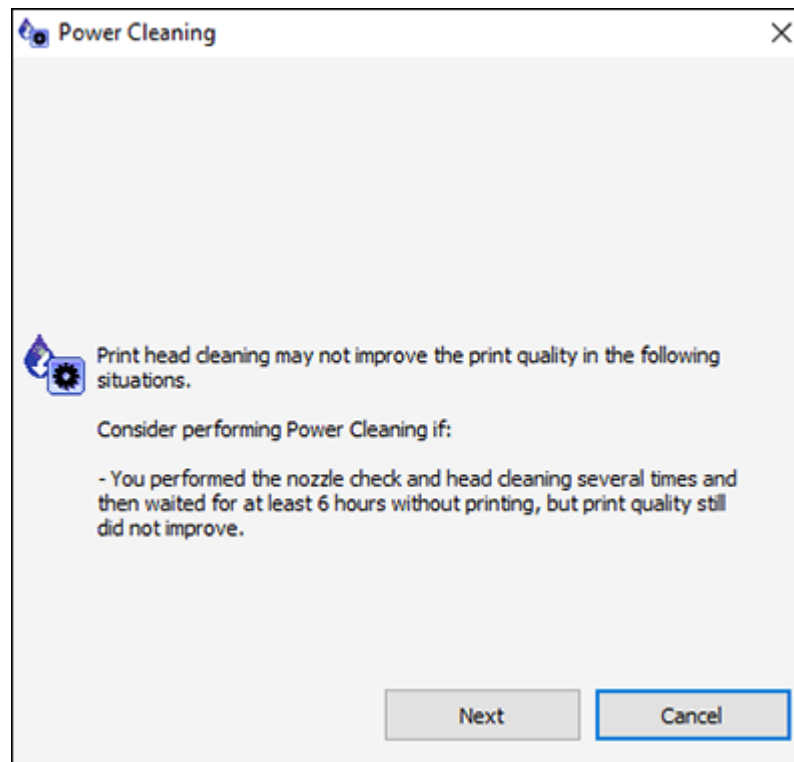 Power Cleaning
Print head cleaning may not improve the print quality in the following
situations.
Consider performing Power Cleaning if:
- You performed the nozzle check and head cleaning several times and
then waited for at least 6 hours without printing, but print quality still
did not improve.
Next
Cancel